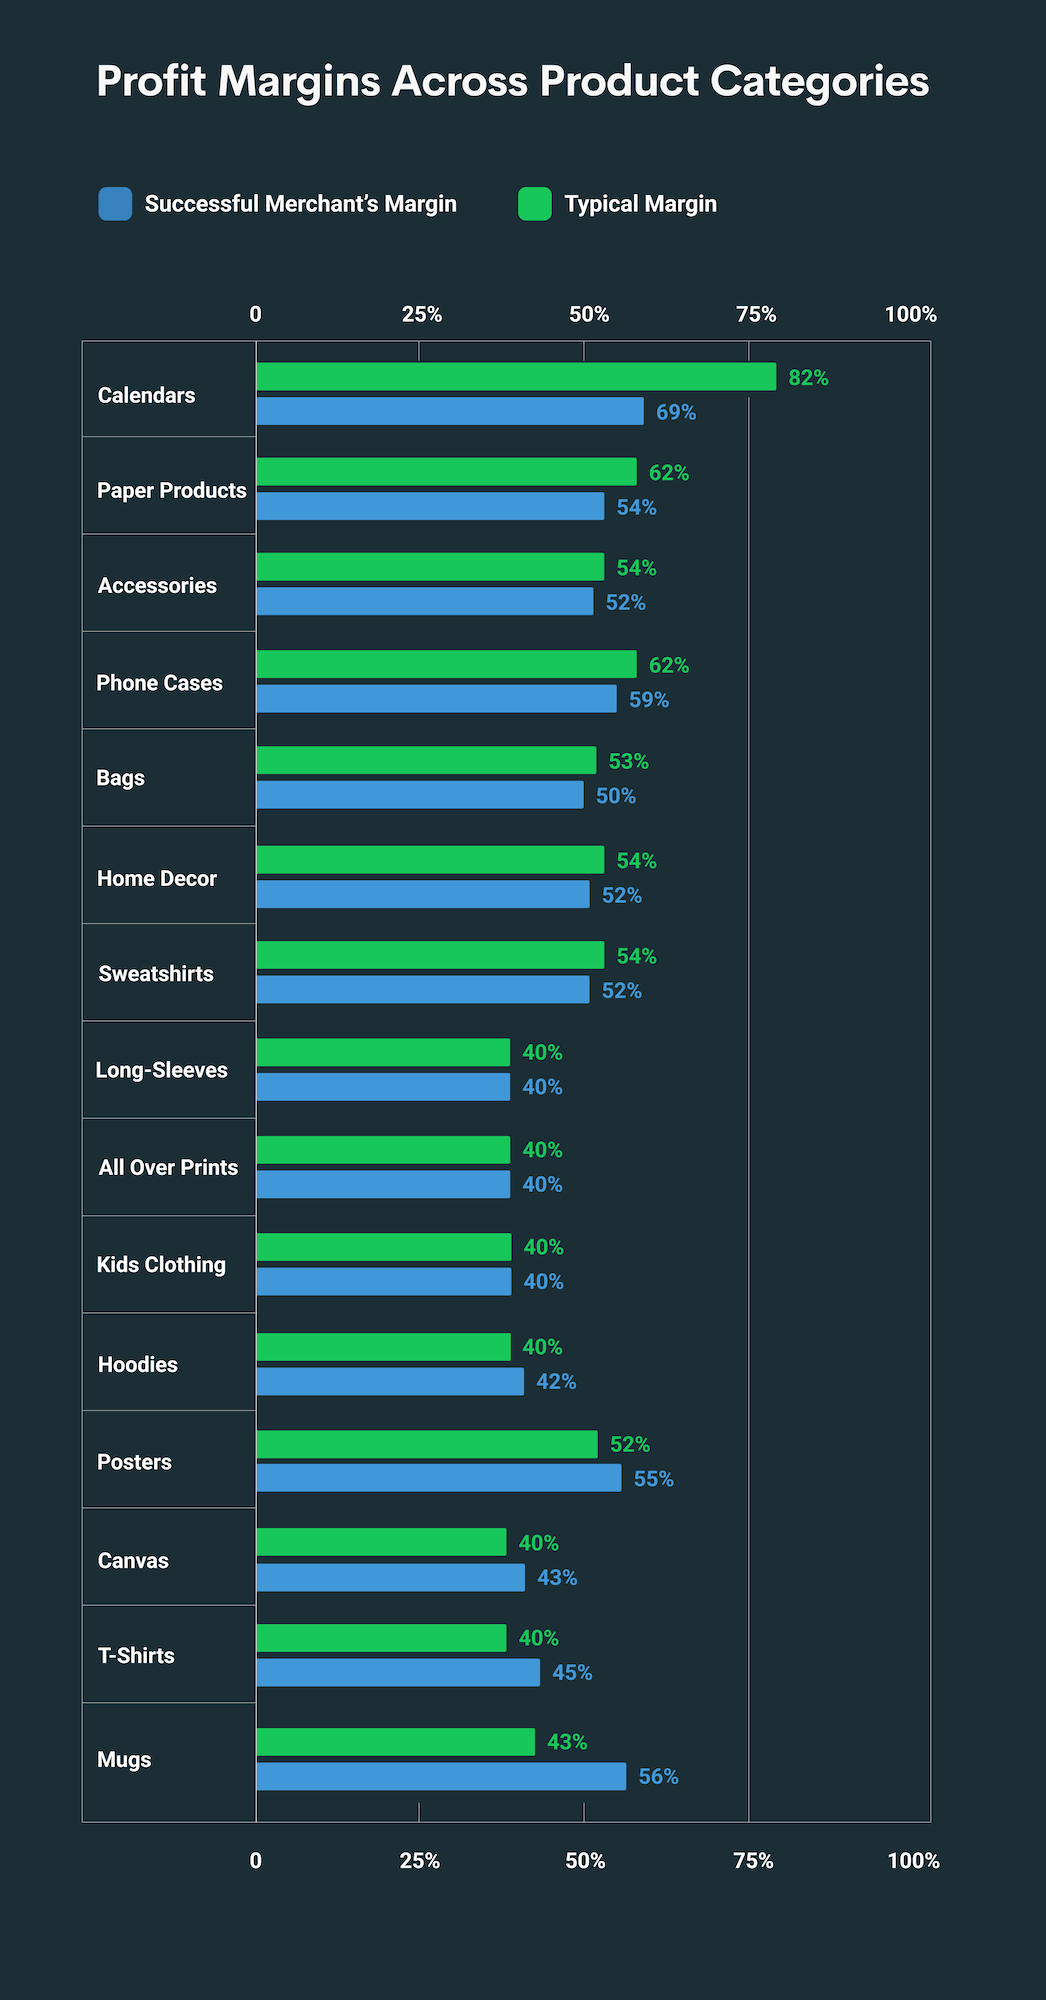 Profit Margins Across Product Categories
Successful Merchant's Margin Typical Margin
0 25% 50% 75% 100%
Calendars
82%
69%
Paper Products
62%
54%
Accessories
54%
52%
Phone Cases
62%
59%
Bags
53%
50%
Home Decor
54%
52%
Sweatshirts
54%
52%
Long-Sleeves
40%
40%
All Over Prints
40%
40%
Kids Clothing
40%
40%
Hoodies
40%
42%
Posters
52%
55%
Canvas
40%
43%
T-Shirts
40%
45%
Mugs
43%
56%
0 25% 50% 75% 100%